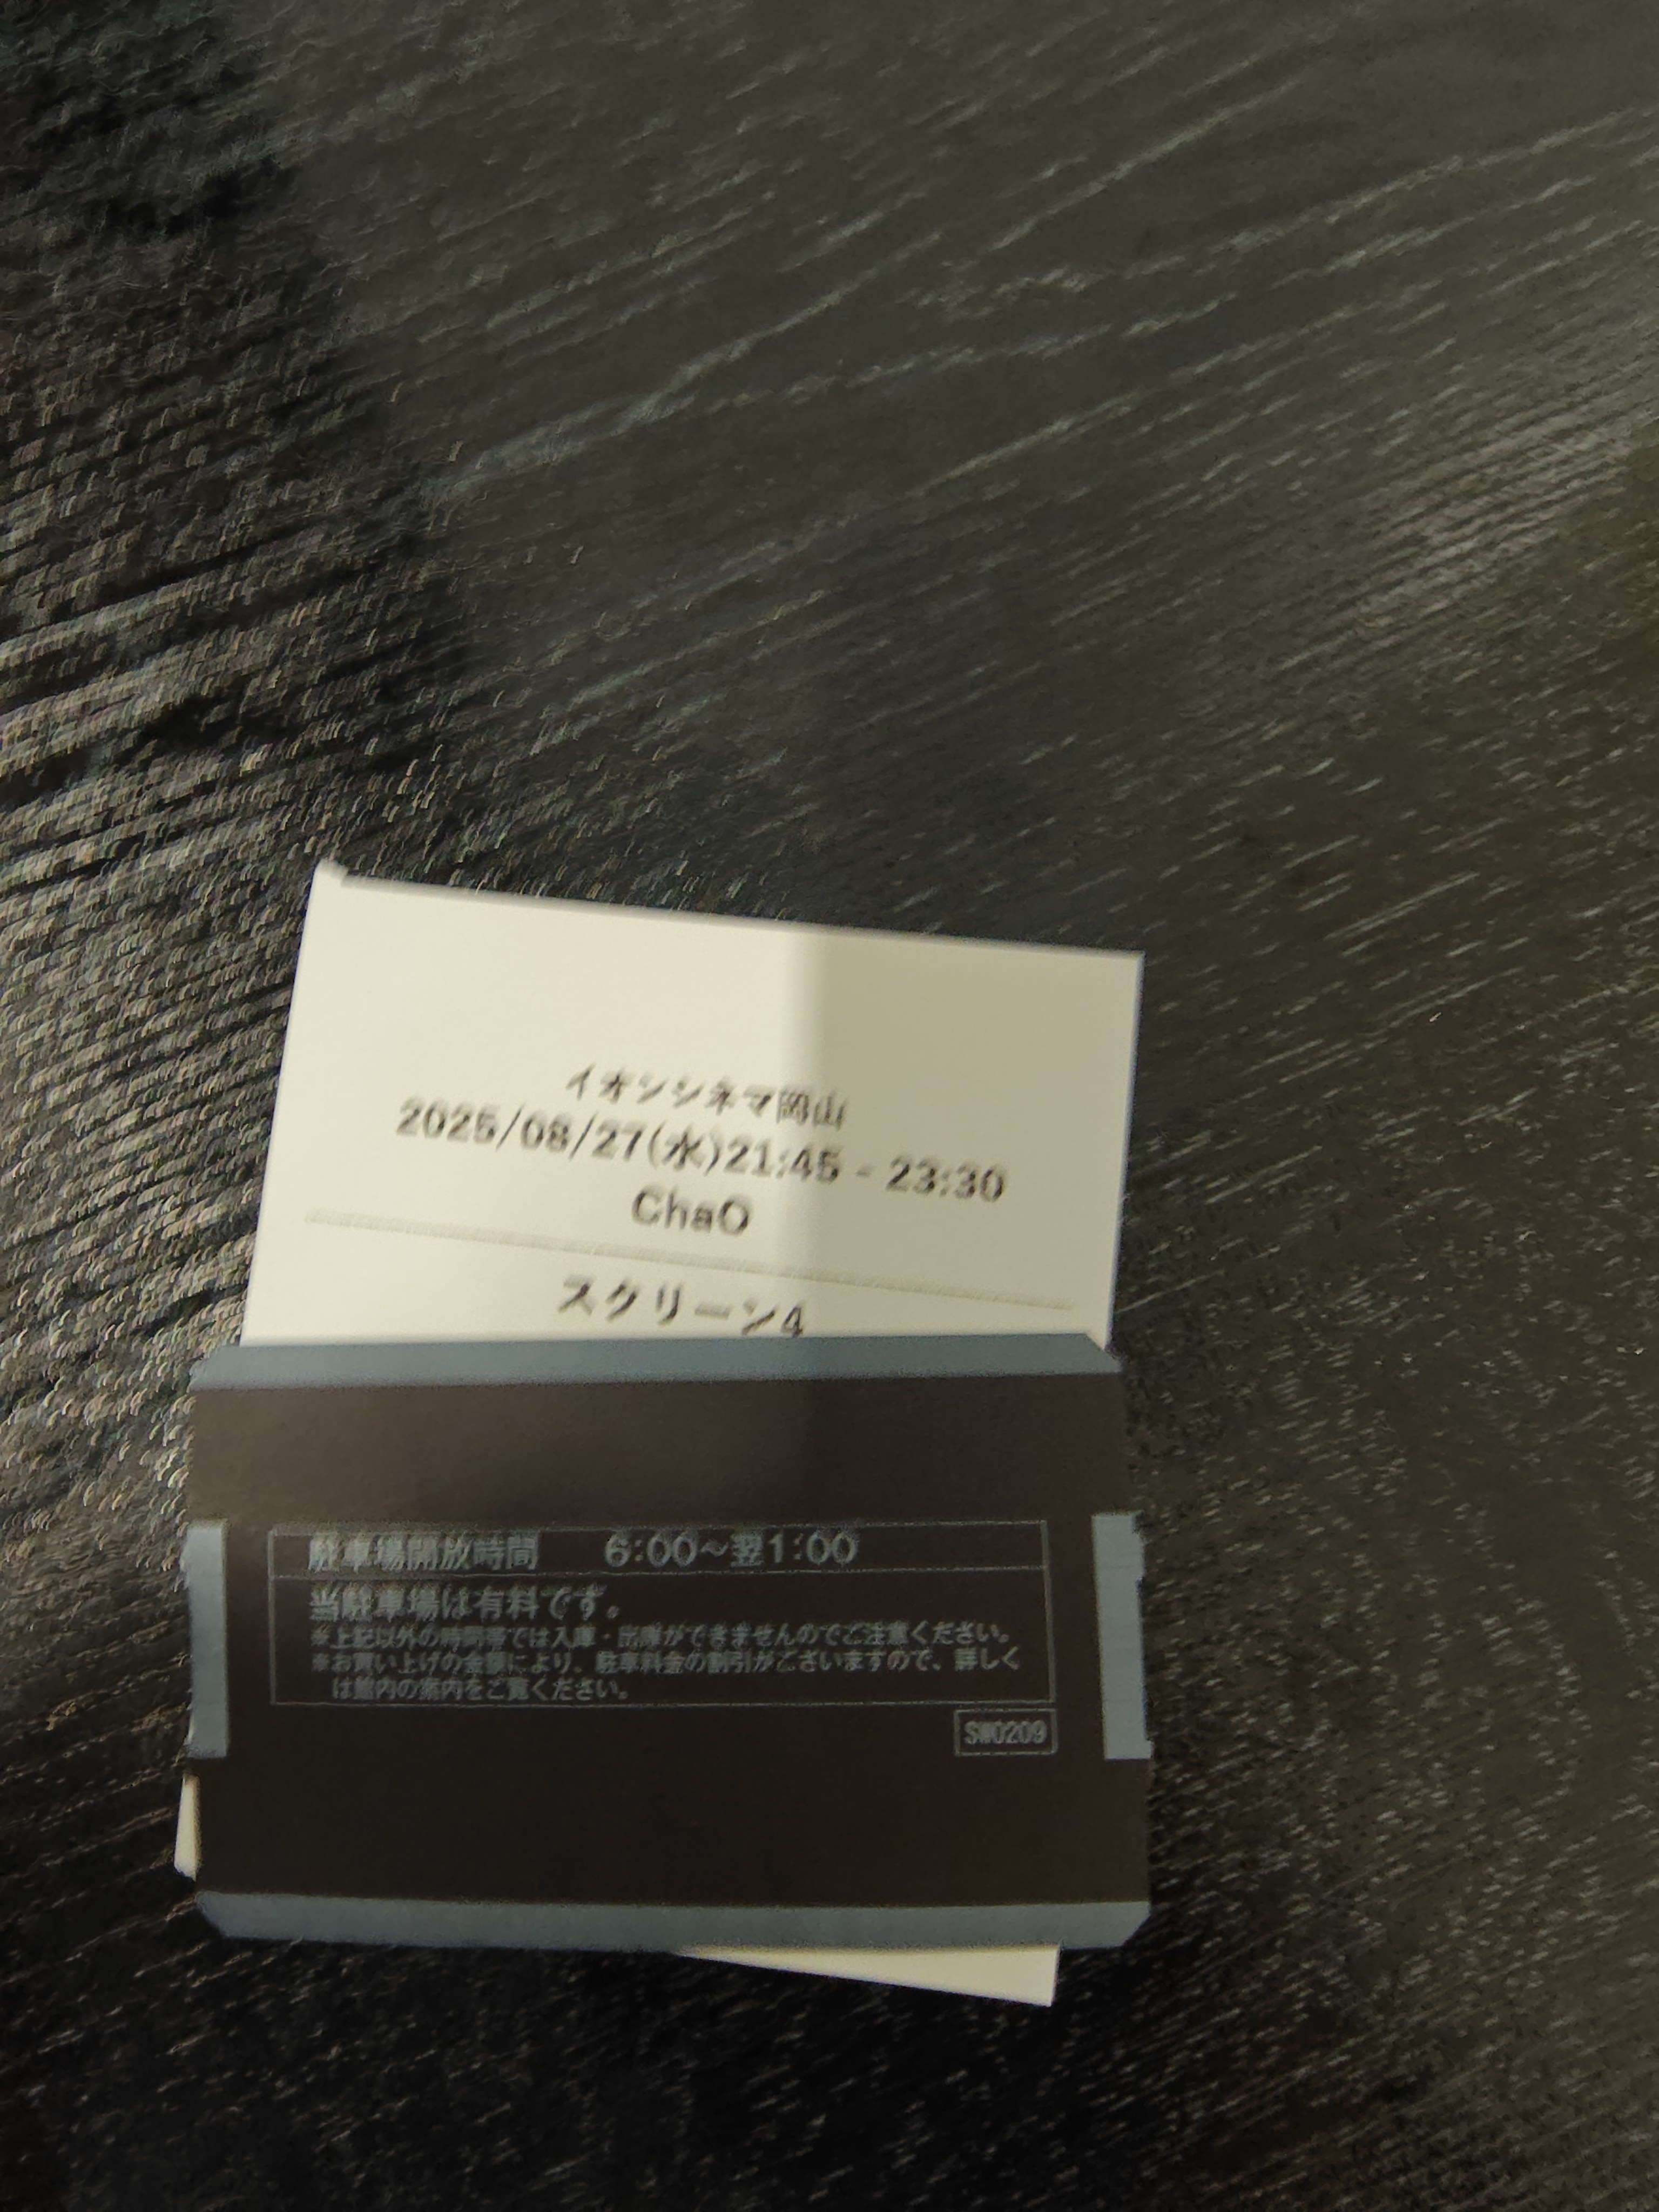 イオンシネマ岡山
2025/08/27(水)21:45 - 23:30
ChaO
スクリーン4
駐車場開放時間 6:00～翌1:00
当駐車場は有料です。
※上記以外の時間帯では入庫・出庫ができませんのでご注意ください。
※お買い上げの金額により、駐車料金の割引がございますので、詳しく
は館内の案内をご覧ください。
SW0209